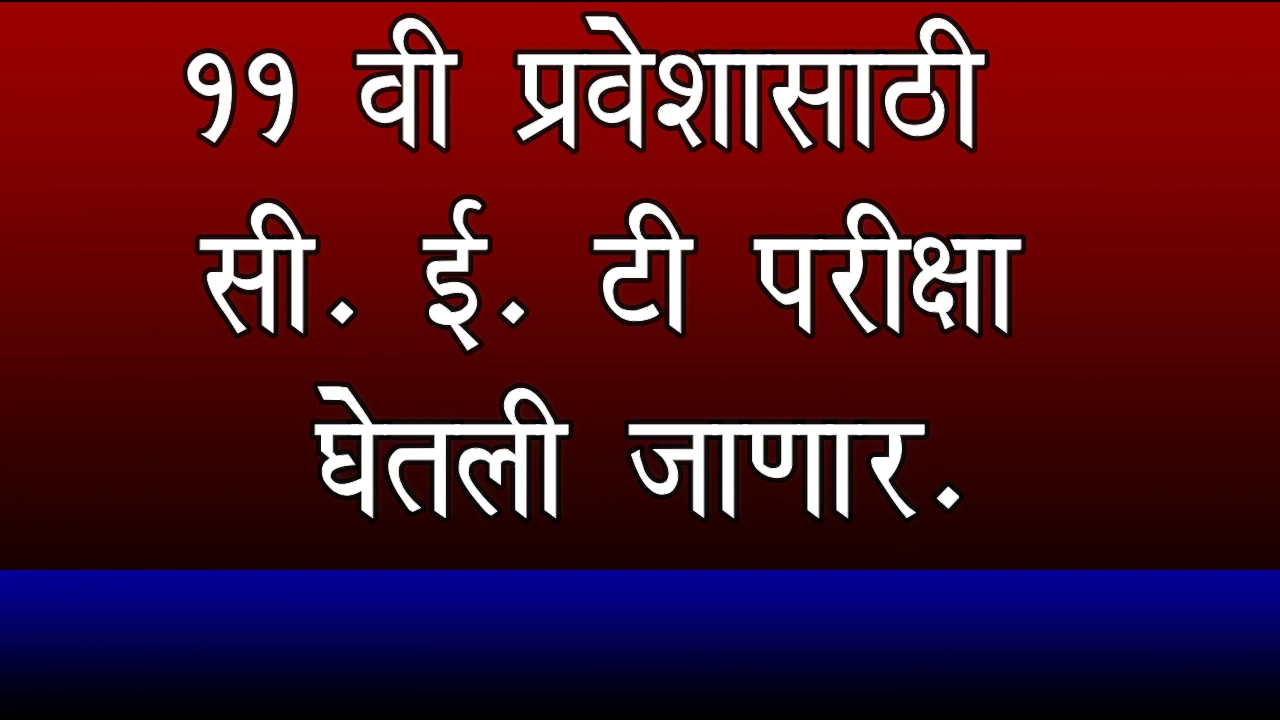 ११ वी प्रवेशासाठी
सी. ई. टी परीक्षा
घेतली जाणार.